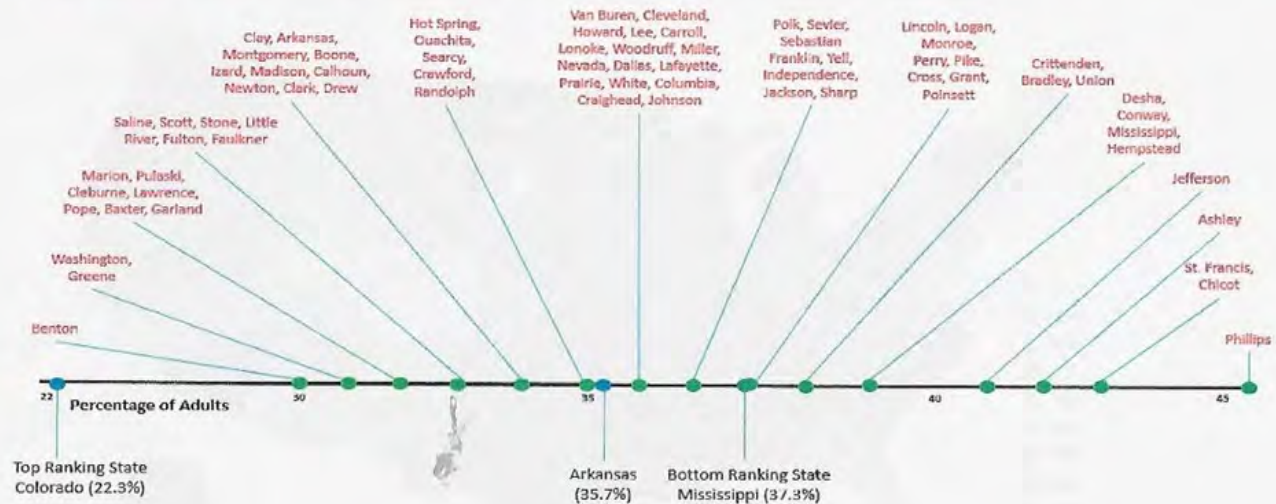 Clay, Arkansas,
Montgomery, Boone,
Izard, Madison, Calhoun,
Newton, Clark, Drew
Hot Spring,
Ouachita,
Searcy,
Crawford,
Randolph
Van Buren, Cleveland,
Howard, Lee, Carroll,
Lonoke, Woodruff, Miller,
Nevada, Dallas, Lafayette,
Prairie, White, Columbia,
Craighead, Johnson
Polk, Sevier,
Sebastian
Franklin, Yell,
Independence,
Jackson, Sharp
Lincoln, Logan,
Monroe,
Perry, Pike,
Cross, Grant,
Poinsett
Crittenden,
Bradley, Union
Desha,
Conway,
Mississippi,
Hempstead
Saline, Scott, Stone, Little
River, Fulton, Faulkner
Marion, Pulaski,
Cleburne, Lawrence,
Pope, Baxter, Garland
Jefferson
Ashley
Washington,
Greene
St. Francis,
Chicot
Benton
Phillips
22
30
35
40
45
Percentage of Adults
Top Ranking State
Colorado (22.3%)
Arkansas
(35.7%)
Bottom Ranking State
Mississippi (37.3%)